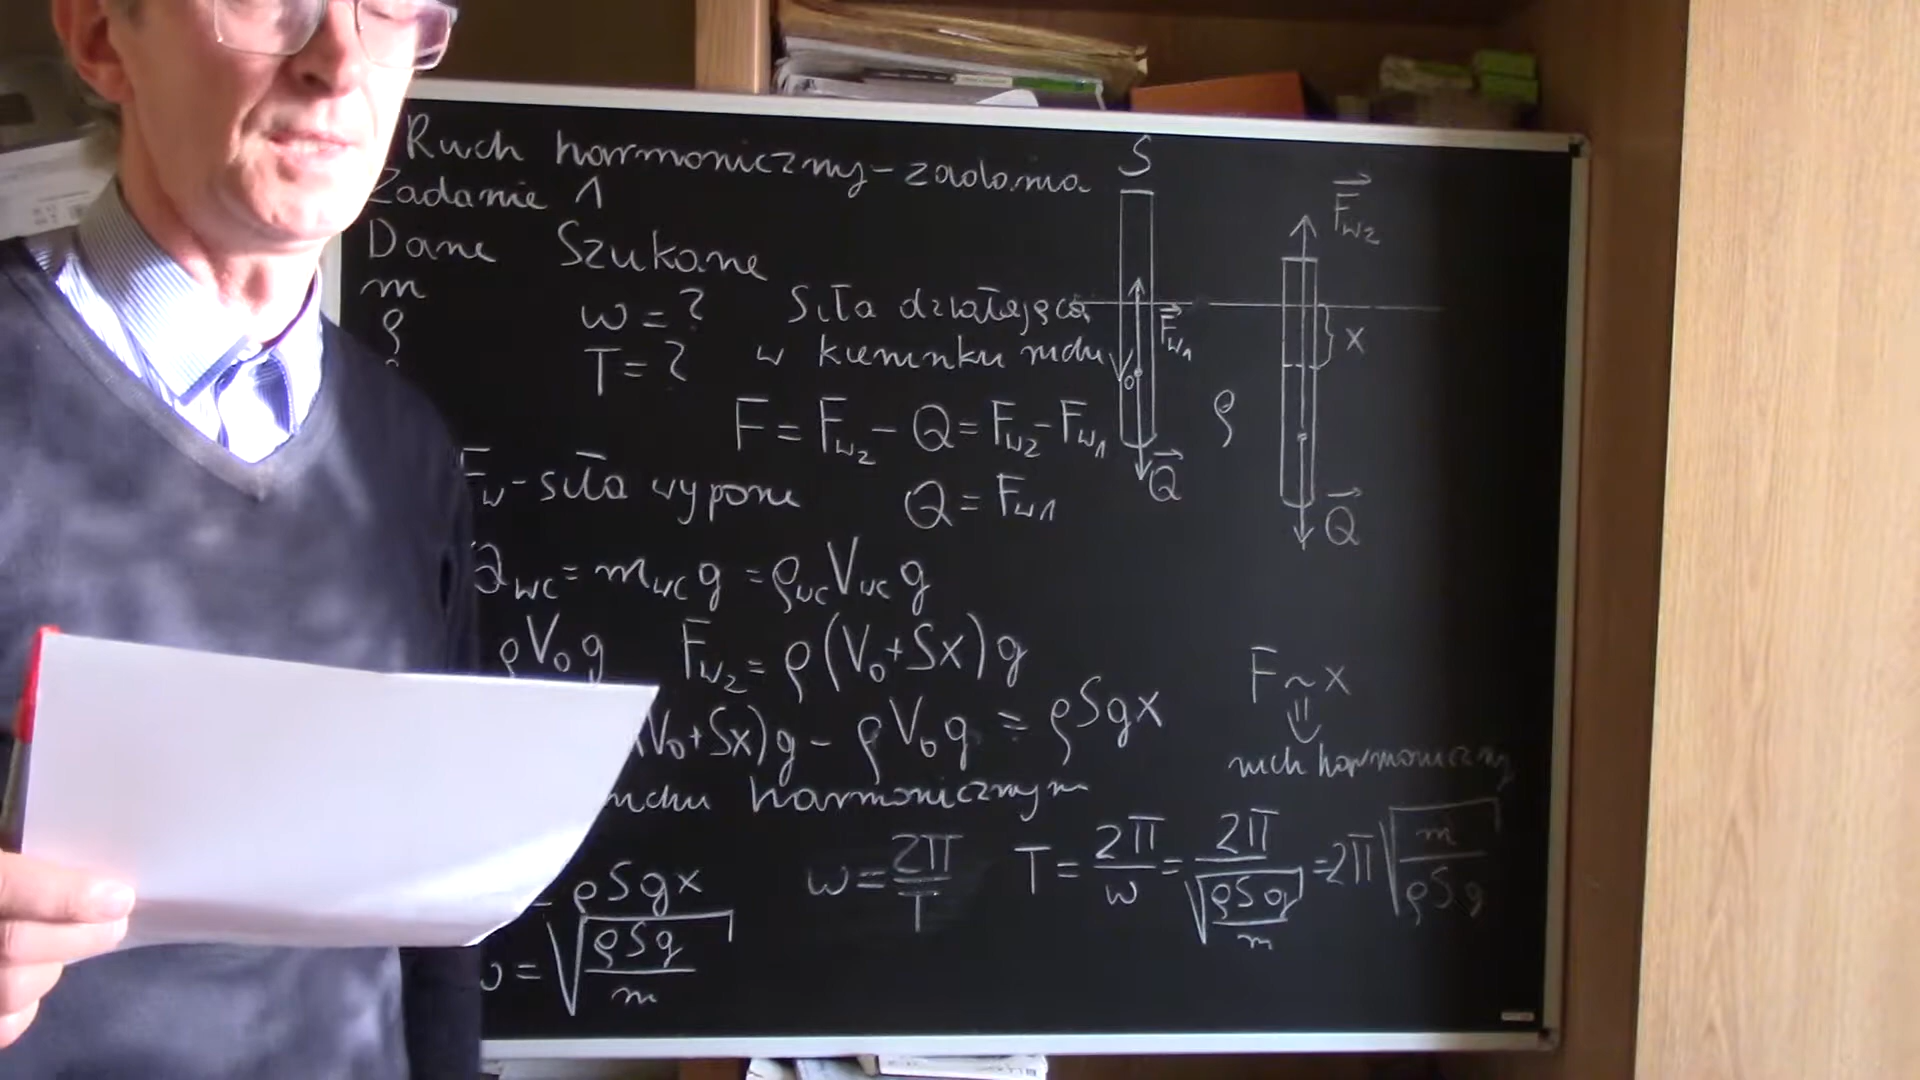 Ruch harmoniczny - zadania
Zadanie 1
Dane Szukane
m
ρ
ω = ?
T = ?
Siła działająca
w kierunku ruchu
F = F_w2 - Q = F_w2 - F_w1
F_w - siła wyporu Q = F_w1
Q_wc = m_wc g = ρ_wc V_wc g
ρV₀g F_w2 = ρ(V₀+Sx)g
(V₀+Sx)g - ρV₀g = ρSgx
ruchu harmonicznym
= ρSgx
ω = √(ρSg/m)
ω = 2π/T
T = 2π/ω = 2π/√(ρSg/m) = 2π√(m/ρSg)
S
F_w1
0
Q
ρ
F_w2
x
Q
F ~ x
⇓
ruch harmoniczny